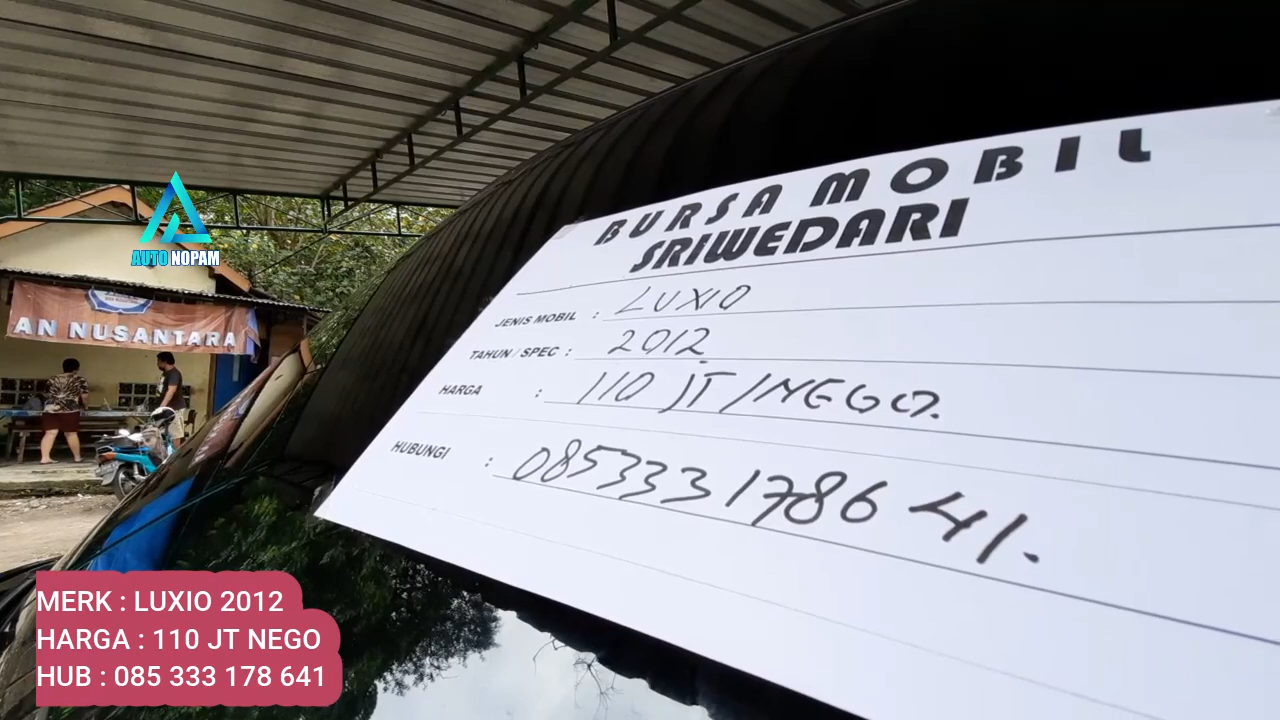 BURSA MOBIL
SRIWEDARI
JENIS MOBIL : LUXIO
TAHUN / SPEC : 2012
HARGA : 110 JT / NEGO.
HUBUNGI : 085333178641.
AUTO NOPAM
AN NUSANTARA
MERK : LUXIO 2012
HARGA : 110 JT NEGO
HUB : 085 333 178 641